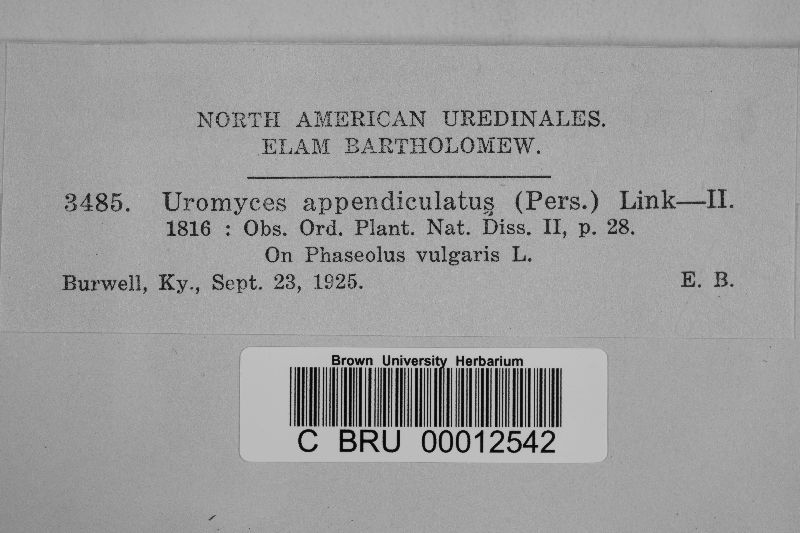 NORTH AMERICAN UREDINALES.
ELAM BARTHOLOMEW.
3485. Uromyces appendiculatus (Pers.) Link—II.
1816 : Obs. Ord. Plant. Nat. Diss. II, p. 28.
On Phaseolus vulgaris L.
Burwell, Ky., Sept. 23, 1925. E. B.
Brown University Herbarium
C BRU 00012542